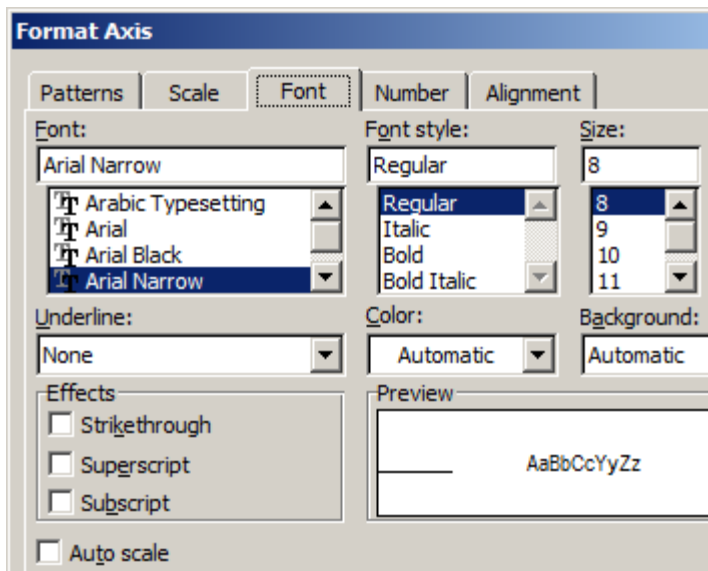 Format Axis
Patterns Scale Font Number Alignment
Font: Font style: Size:
Arial Narrow Regular 8
Arabic Typesetting Regular 8
Arial Italic 9
Arial Black Bold 10
Arial Narrow Bold Italic 11
Underline: Color: Background:
None Automatic Automatic
Effects Preview
Strikethrough
Superscript AaBbCcYyZz
Subscript
Auto scale